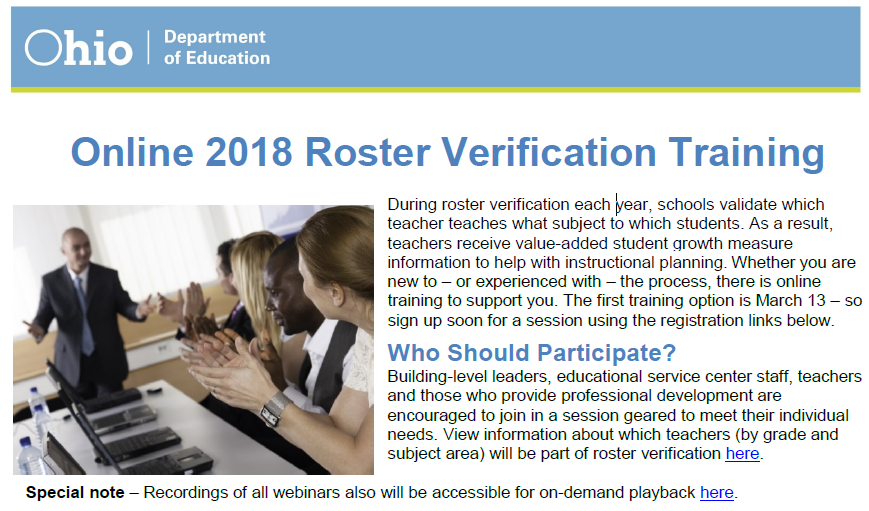 Ohio | Department
of Education
Online 2018 Roster Verification Training
During roster verification each year, schools validate which
teacher teaches what subject to which students. As a result,
teachers receive value-added student growth measure
information to help with instructional planning. Whether you are
new to – or experienced with – the process, there is online
training to support you. The first training option is March 13 – so
sign up soon for a session using the registration links below.
Who Should Participate?
Building-level leaders, educational service center staff, teachers
and those who provide professional development are
encouraged to join in a session geared to meet their individual
needs. View information about which teachers (by grade and
subject area) will be part of roster verification here.
Special note – Recordings of all webinars also will be accessible for on-demand playback here.